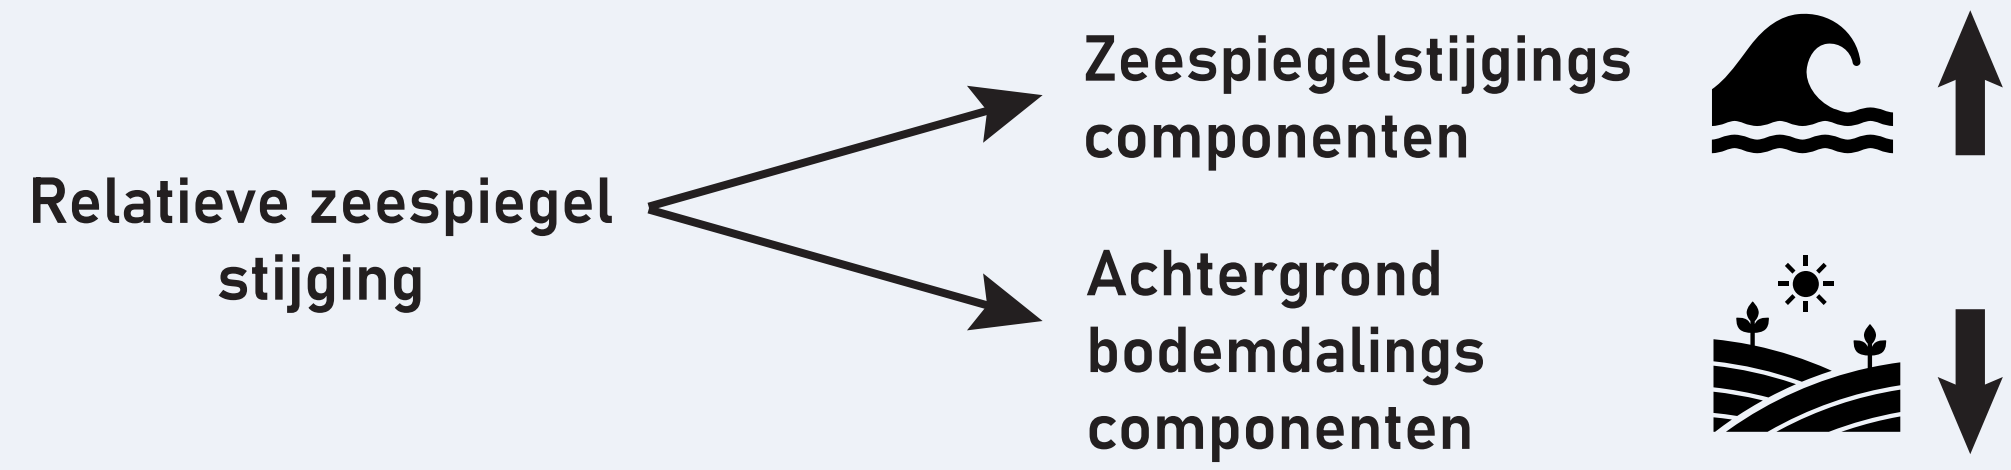 Relatieve zeespiegel
stijging
Zeespiegelstijgings
componenten
Achtergrond
bodemdalings
componenten